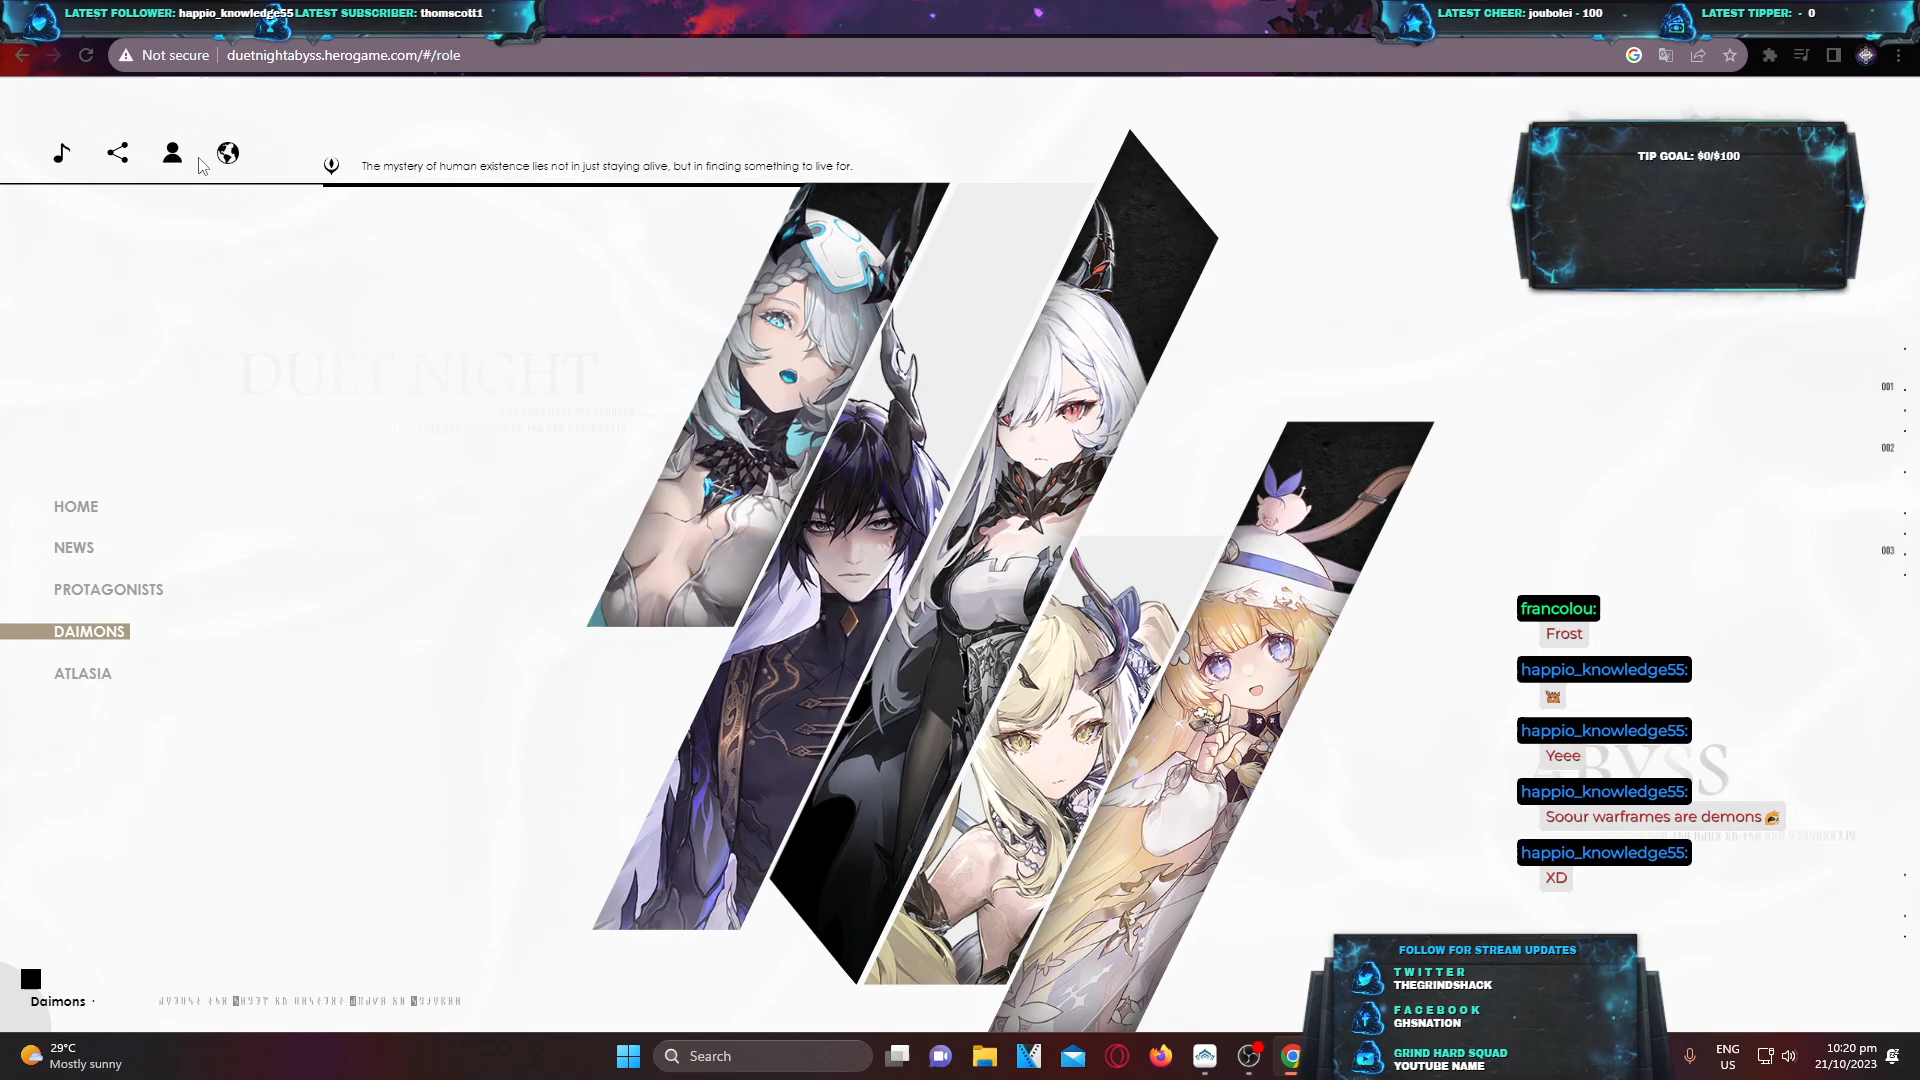 LATEST FOLLOWER: happio_knowledge55
LATEST SUBSCRIBER: thomscott1
LATEST CHEER: joubolei - 100
LATEST TIPPER: - 0
Not secure
duetnightabyss.herogame.com/#/role
The mystery of human existence lies not in just staying alive, but in finding something to live for.
TIP GOAL: $0/$100
DUET NIGHT
001
002
003
HOME
NEWS
PROTAGONISTS
DAIMONS
ATLASIA
ABYSS
francolou:
Frost
happio_knowledge55:
happio_knowledge55:
Yeee
happio_knowledge55:
Soour warframes are demons
happio_knowledge55:
XD
Daimons ·
FOLLOW FOR STREAM UPDATES
TWITTER
THEGRINDSHACK
FACEBOOK
GHSNATION
GRIND HARD SQUAD
YOUTUBE NAME
29°C
Mostly sunny
Search
ENG
US
10:20 pm
21/10/2023